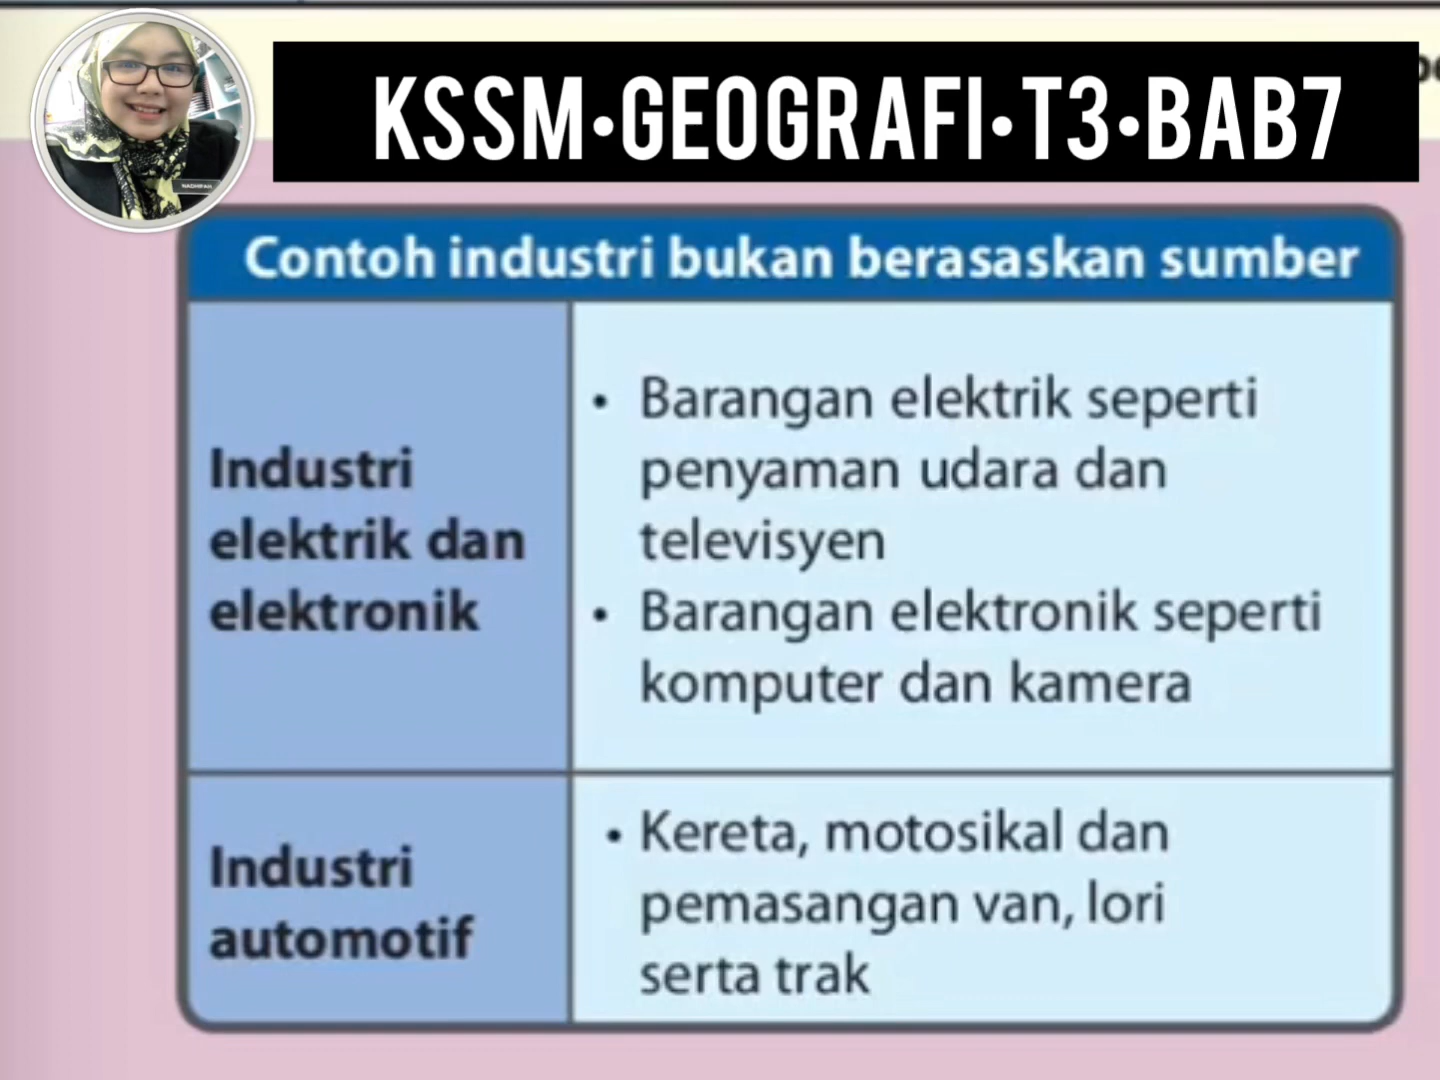 KSSM•GEOGRAFI•T3•BAB7
NADHIFAH
Contoh industri bukan berasaskan sumber
Industri
elektrik dan
elektronik
• Barangan elektrik seperti
penyaman udara dan
televisyen
• Barangan elektronik seperti
komputer dan kamera
Industri
automotif
• Kereta, motosikal dan
pemasangan van, lori
serta trak